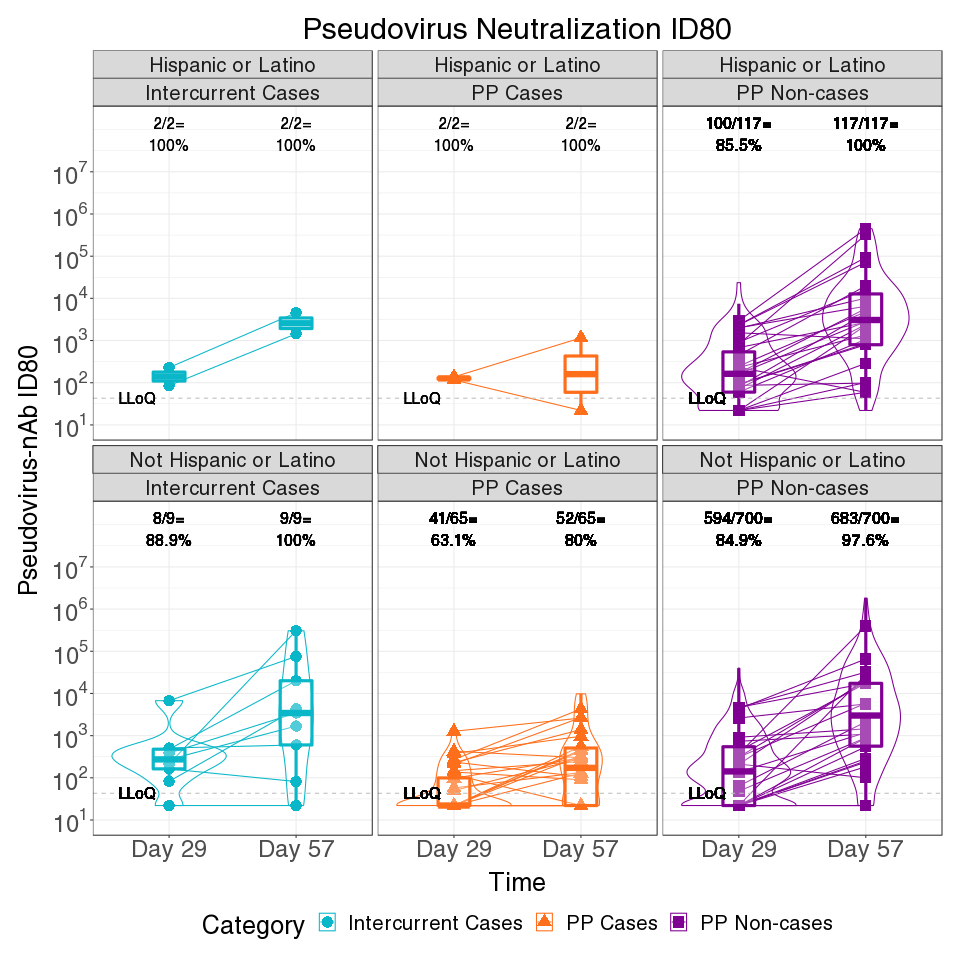 Pseudovirus Neutralization ID80
Hispanic or Latino
Intercurrent Cases
2/2= 2/2=
100% 100%
LLoQ
Hispanic or Latino
PP Cases
2/2= 2/2=
100% 100%
LLoQ
Hispanic or Latino
PP Non-cases
100/117= 117/117=
85.5% 100%
LLoQ
10⁷
10⁶
10⁵
10⁴
10³
10²
10¹
Pseudovirus-nAb ID80
Not Hispanic or Latino
Intercurrent Cases
8/9= 9/9=
88.9% 100%
LLoQ
Not Hispanic or Latino
PP Cases
41/65= 52/65=
63.1% 80%
LLoQ
Not Hispanic or Latino
PP Non-cases
594/700= 683/700=
84.9% 97.6%
LLoQ
10⁷
10⁶
10⁵
10⁴
10³
10²
10¹
Day 29 Day 57 Day 29 Day 57 Day 29 Day 57
Time
Category Intercurrent Cases PP Cases PP Non-cases